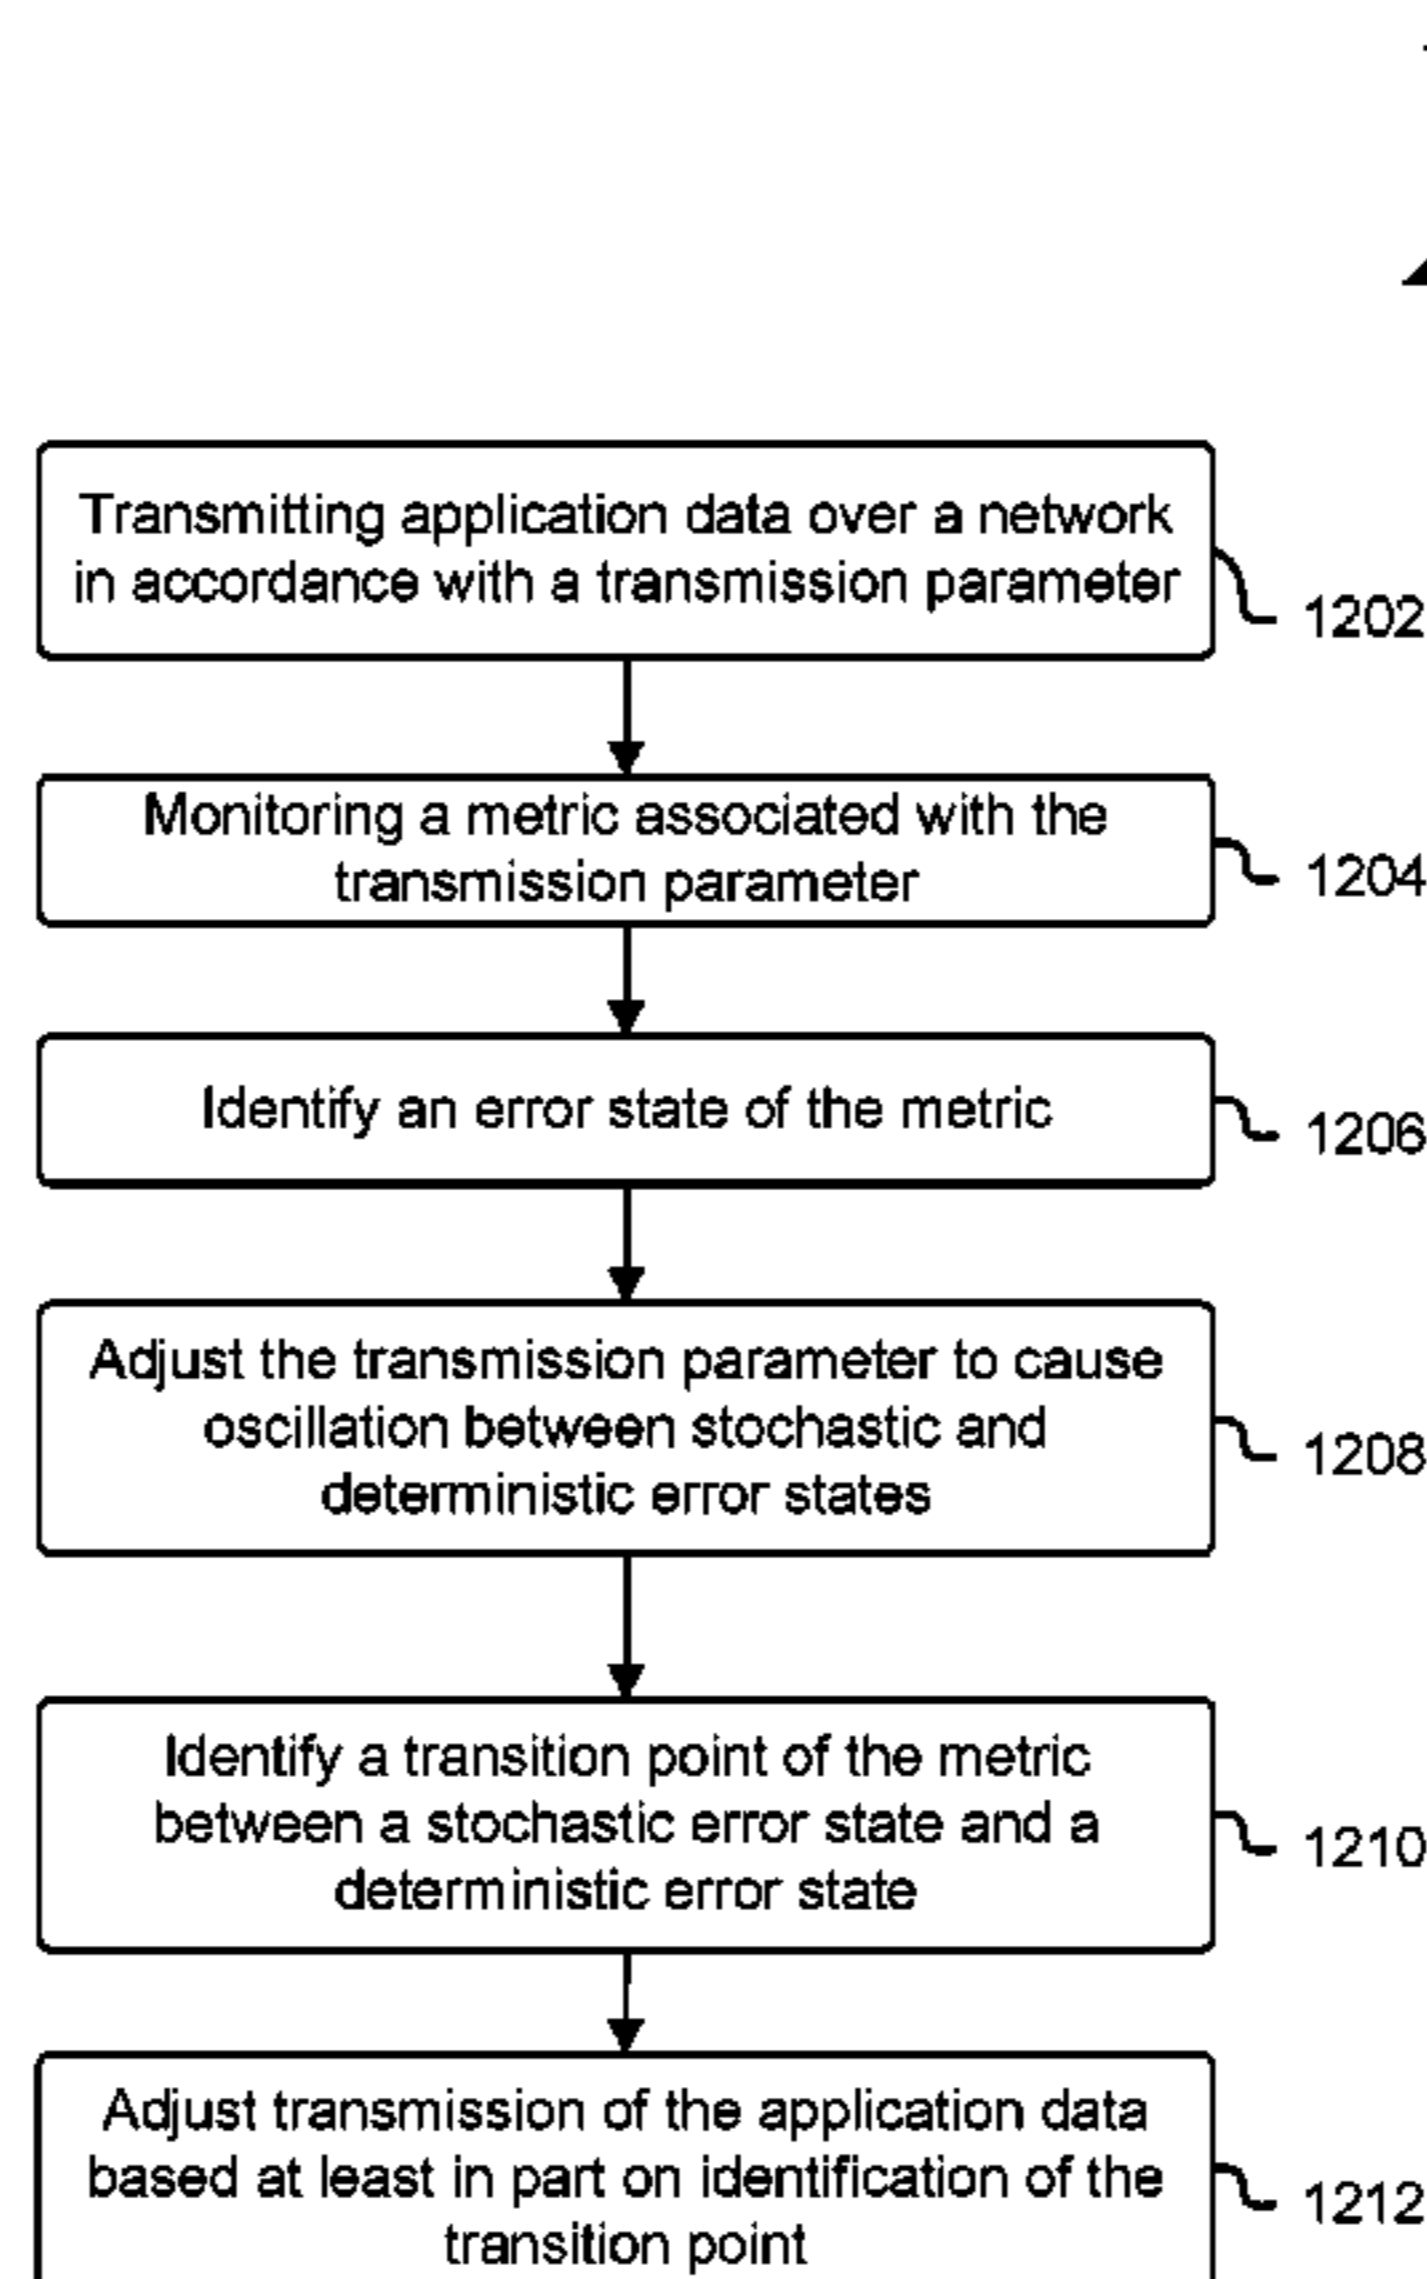 Transmitting application data over a network
in accordance with a transmission parameter
1202
Monitoring a metric associated with the
transmission parameter
1204
Identify an error state of the metric
1206
Adjust the transmission parameter to cause
oscillation between stochastic and
deterministic error states
1208
Identify a transition point of the metric
between a stochastic error state and a
deterministic error state
1210
Adjust transmission of the application data
based at least in part on identification of the
transition point
1212